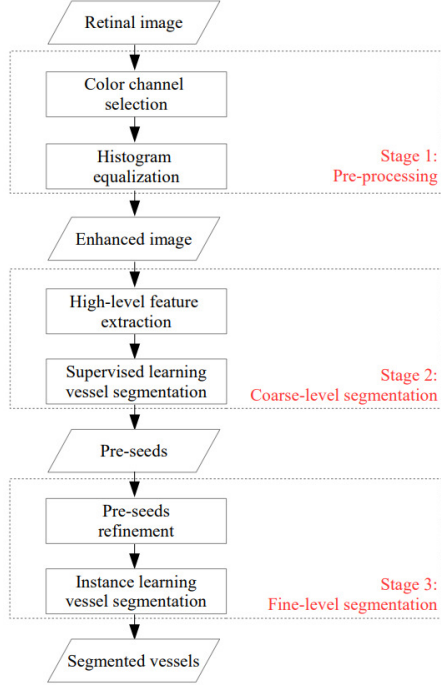 Retinal image
Color channel
selection
Histogram
equalization
Stage 1:
Pre-processing
Enhanced image
High-level feature
extraction
Supervised learning
vessel segmentation
Stage 2:
Coarse-level segmentation
Pre-seeds
Pre-seeds
refinement
Instance learning
vessel segmentation
Stage 3:
Fine-level segmentation
Segmented vessels